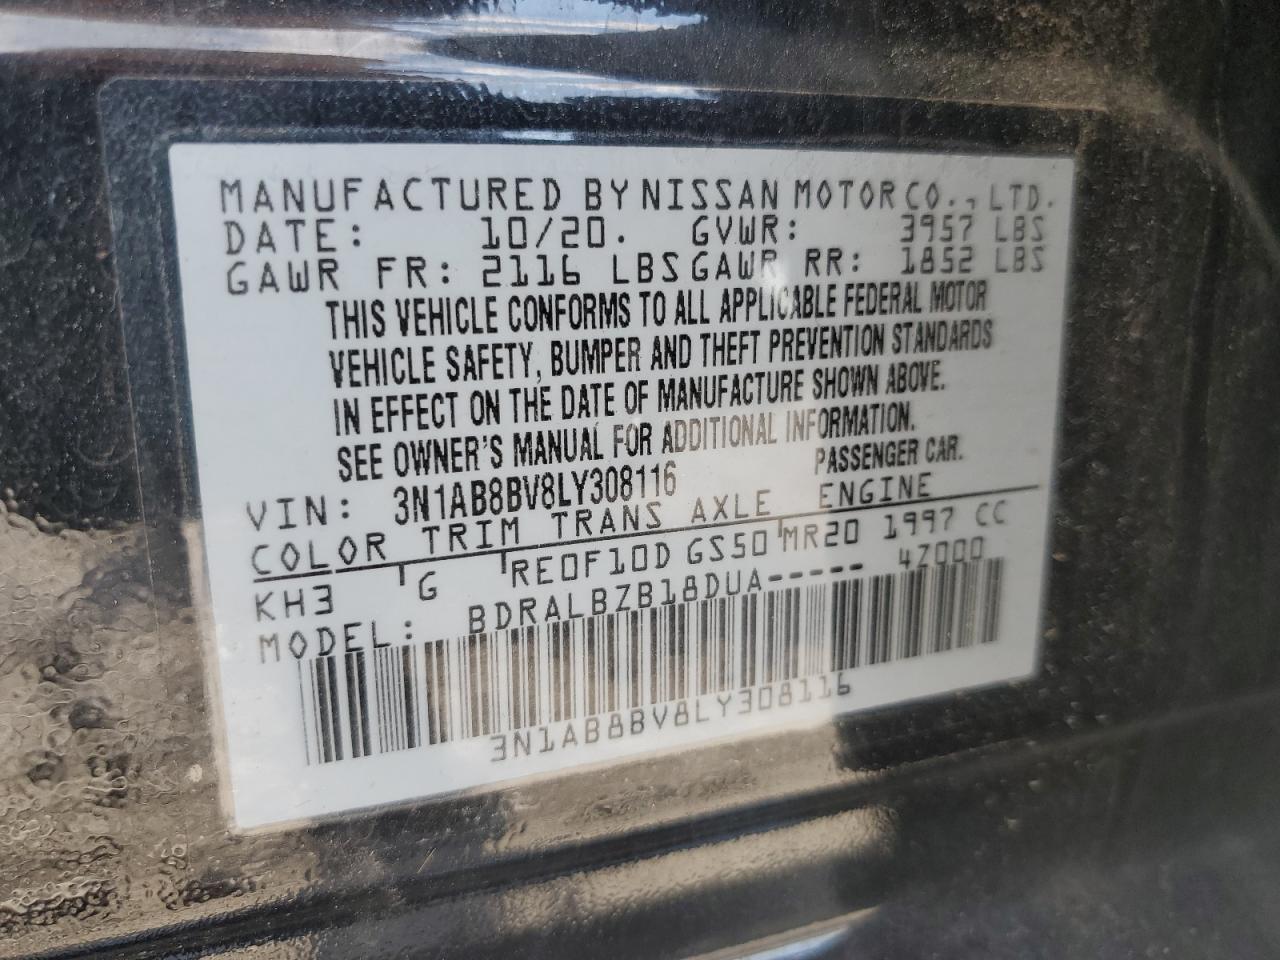 MANUFACTURED BY NISSAN MOTOR CO., LTD.
DATE: 10/20. GVWR: 3957 LBS
GAWR FR: 2116 LBS GAWR RR: 1852 LBS
THIS VEHICLE CONFORMS TO ALL APPLICABLE FEDERAL MOTOR
VEHICLE SAFETY, BUMPER AND THEFT PREVENTION STANDARDS
IN EFFECT ON THE DATE OF MANUFACTURE SHOWN ABOVE.
SEE OWNER'S MANUAL FOR ADDITIONAL INFORMATION.
VIN: 3N1AB8BV8LY308116 PASSENGER CAR.
COLOR TRIM TRANS AXLE ENGINE
KH3 G RE0F10D GS50 MR20 1997 CC
MODEL: BDRALBZB18DUA----- 4Z000
3N1AB8BV8LY308116